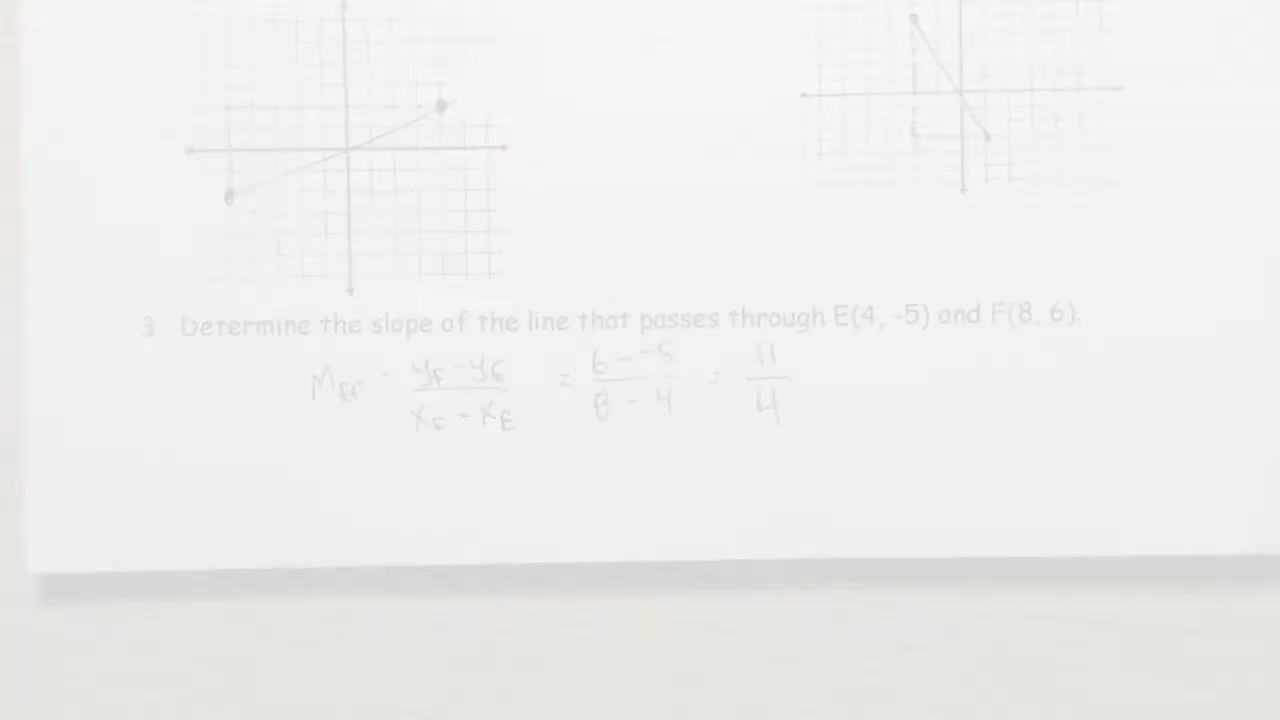 3 Determine the slope of the line that passes through E(4, -5) and F(8, 6).
M_EF = (y_F - y_E)/(x_F - x_E) = (6 - -5)/(8 - 4) = 11/4